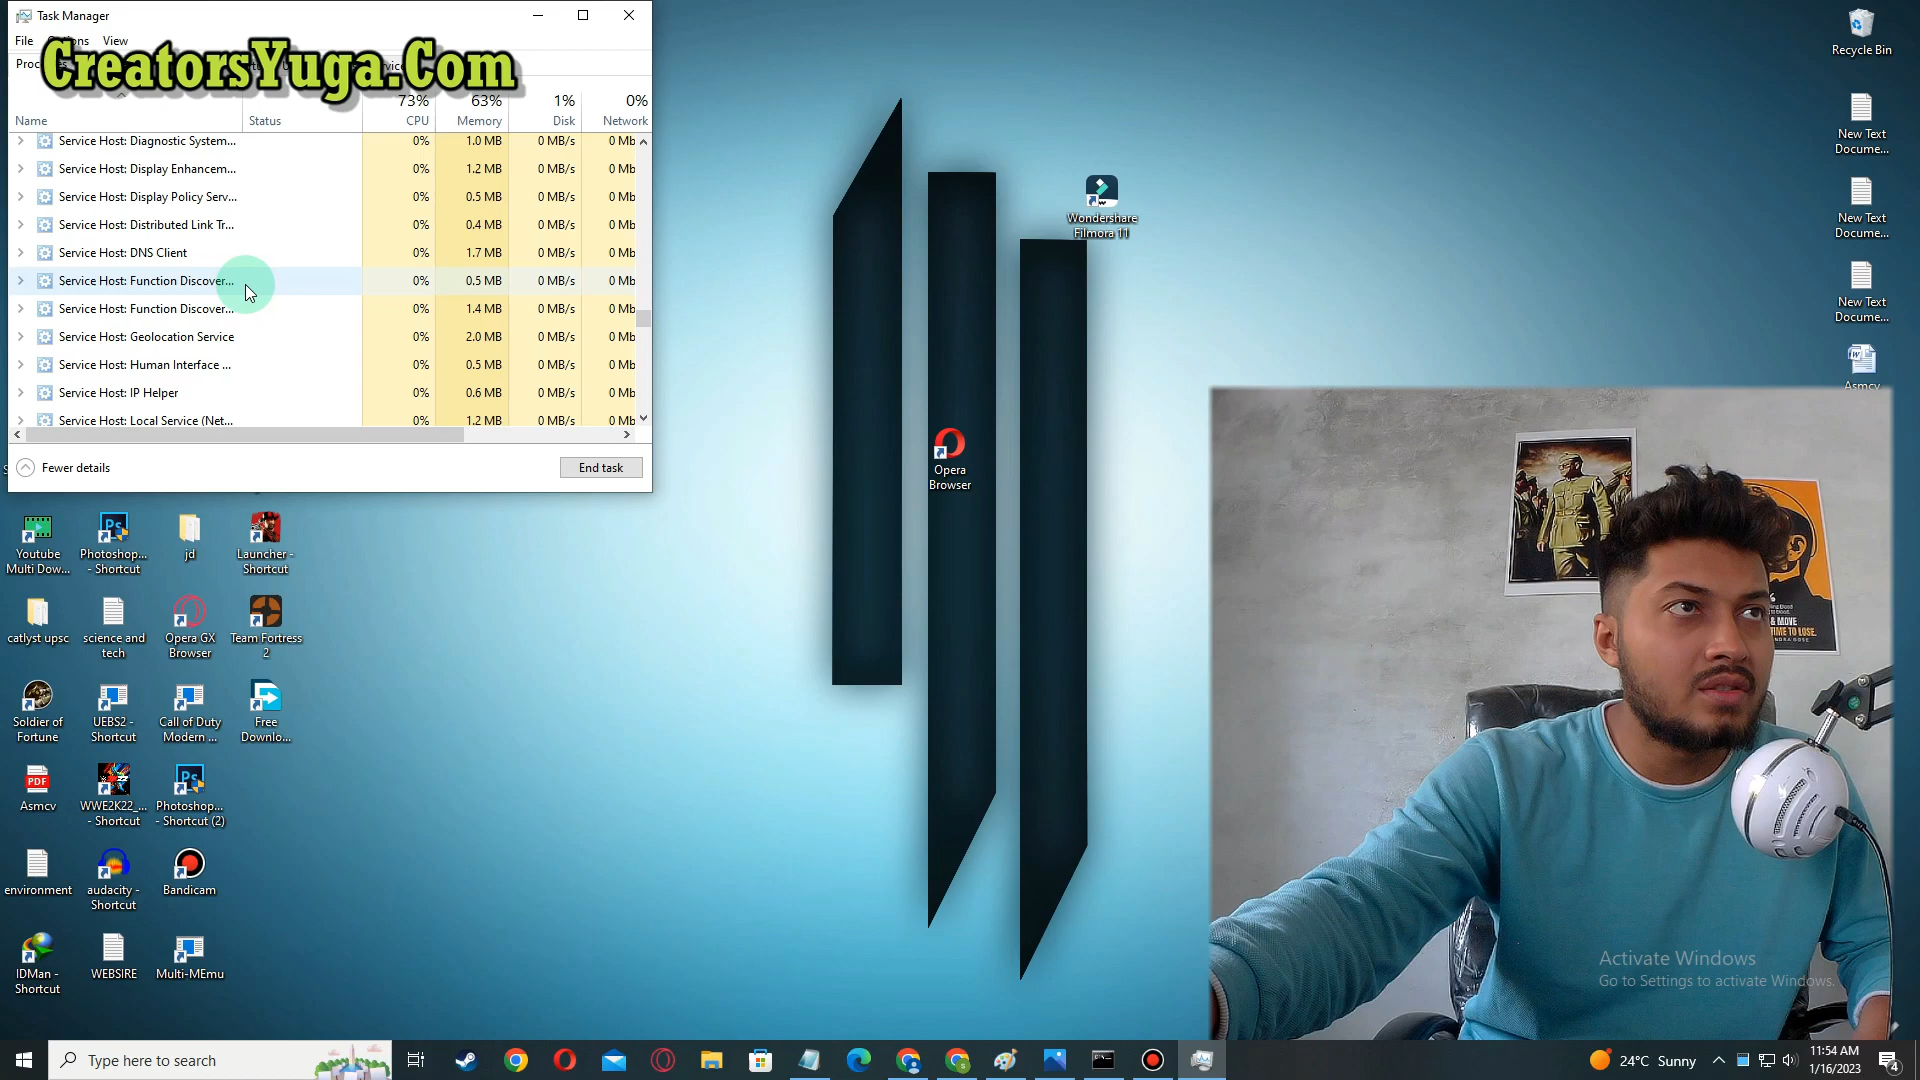 Task Manager
File Options View
CreatorsYuga.Com
73% 63% 1% 0%
Name Status CPU Memory Disk Network
Service Host: Diagnostic System... 0% 1.0 MB 0 MB/s 0 Mb
Service Host: Display Enhancem... 0% 1.2 MB 0 MB/s 0 Mb
Service Host: Display Policy Serv... 0% 0.5 MB 0 MB/s 0 Mb
Service Host: Distributed Link Tr... 0% 0.4 MB 0 MB/s 0 Mb
Service Host: DNS Client 0% 1.7 MB 0 MB/s 0 Mb
Service Host: Function Discover... 0% 0.5 MB 0 MB/s 0 Mb
Service Host: Function Discover... 0% 1.4 MB 0 MB/s 0 Mb
Service Host: Geolocation Service 0% 2.0 MB 0 MB/s 0 Mb
Service Host: Human Interface ... 0% 0.5 MB 0 MB/s 0 Mb
Service Host: IP Helper 0% 0.6 MB 0 MB/s 0 Mb
Service Host: Local Service (Net... 0% 1.2 MB 0 MB/s 0 Mb
Fewer details End task
Youtube
Multi Dow...
Photoshop...
- Shortcut
jd
Launcher -
Shortcut
catlyst upsc
science and
tech
Opera GX
Browser
Team Fortress
2
Soldier of
Fortune
UEBS2 -
Shortcut
Call of Duty
Modern ...
Free
Downlo...
Asmcv
WWE2K22_...
- Shortcut
Photoshop...
- Shortcut (2)
environment
audacity -
Shortcut
Bandicam
IDMan -
Shortcut
WEBSIRE
Multi-MEmu
Wondershare
Filmora 11
Opera
Browser
Recycle Bin
New Text
Docume...
New Text
Docume...
New Text
Docume...
Asmcv
& MOVE
TIME TO LOSE.
Activate Windows
Go to Settings to activate Windows.
Type here to search
24°C Sunny
11:54 AM
1/16/2023
4